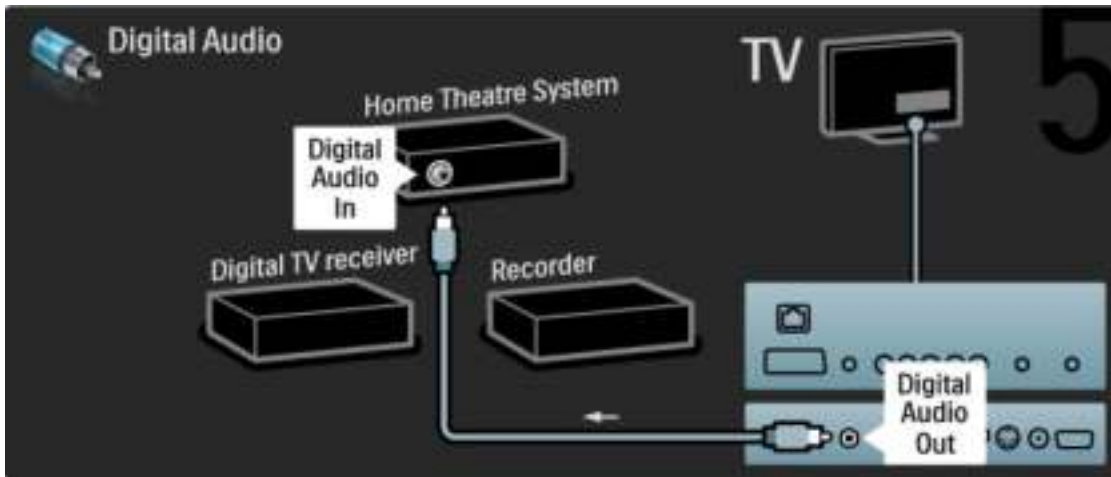 Digital Audio
TV
5
Home Theatre System
Digital
Audio
In
Digital TV receiver
Recorder
Digital
Audio
Out